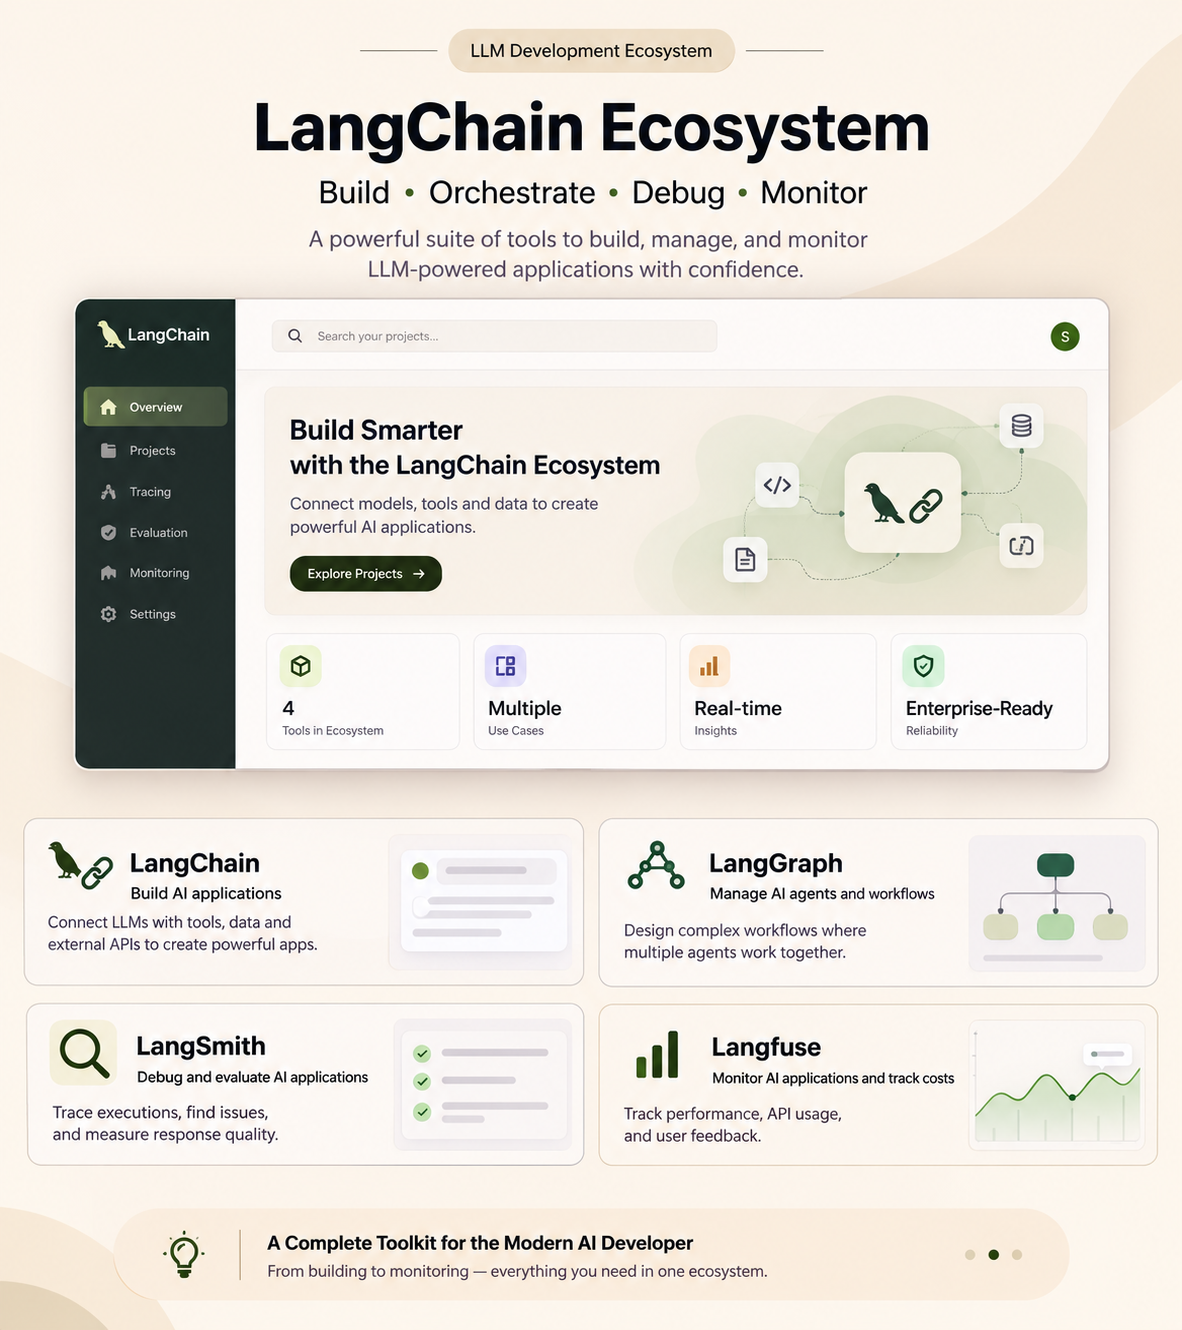 LLM Development Ecosystem
LangChain Ecosystem
Build • Orchestrate • Debug • Monitor
A powerful suite of tools to build, manage, and monitor
LLM-powered applications with confidence.
LangChain
Search your projects...
S
Overview
Projects
Tracing
Evaluation
Monitoring
Settings
Build Smarter
with the LangChain Ecosystem
Connect models, tools and data to create
powerful AI applications.
Explore Projects →
</>
4
Tools in Ecosystem
Multiple
Use Cases
Real-time
Insights
Enterprise-Ready
Reliability
LangChain
Build AI applications
Connect LLMs with tools, data and
external APIs to create powerful apps.
LangGraph
Manage AI agents and workflows
Design complex workflows where
multiple agents work together.
LangSmith
Debug and evaluate AI applications
Trace executions, find issues,
and measure response quality.
Langfuse
Monitor AI applications and track costs
Track performance, API usage,
and user feedback.
A Complete Toolkit for the Modern AI Developer
From building to monitoring — everything you need in one ecosystem.